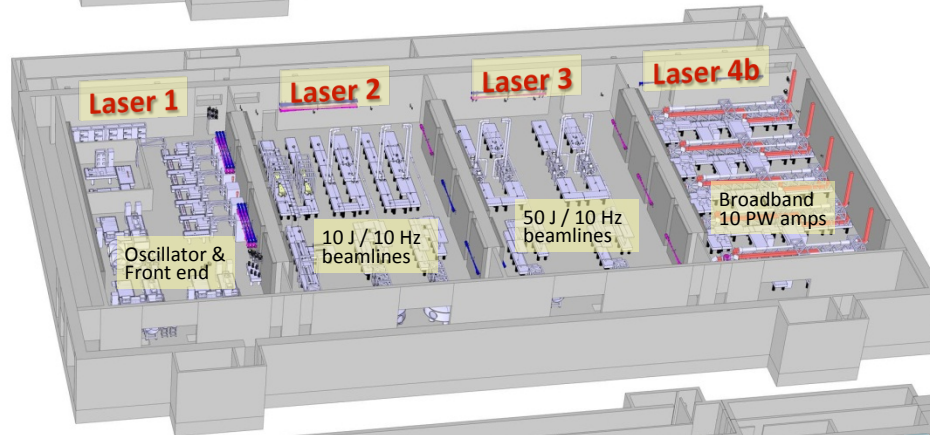 Laser 1
Laser 2
Laser 3
Laser 4b
Oscillator &
Front end
10 J / 10 Hz
beamlines
50 J / 10 Hz
beamlines
Broadband
10 PW amps